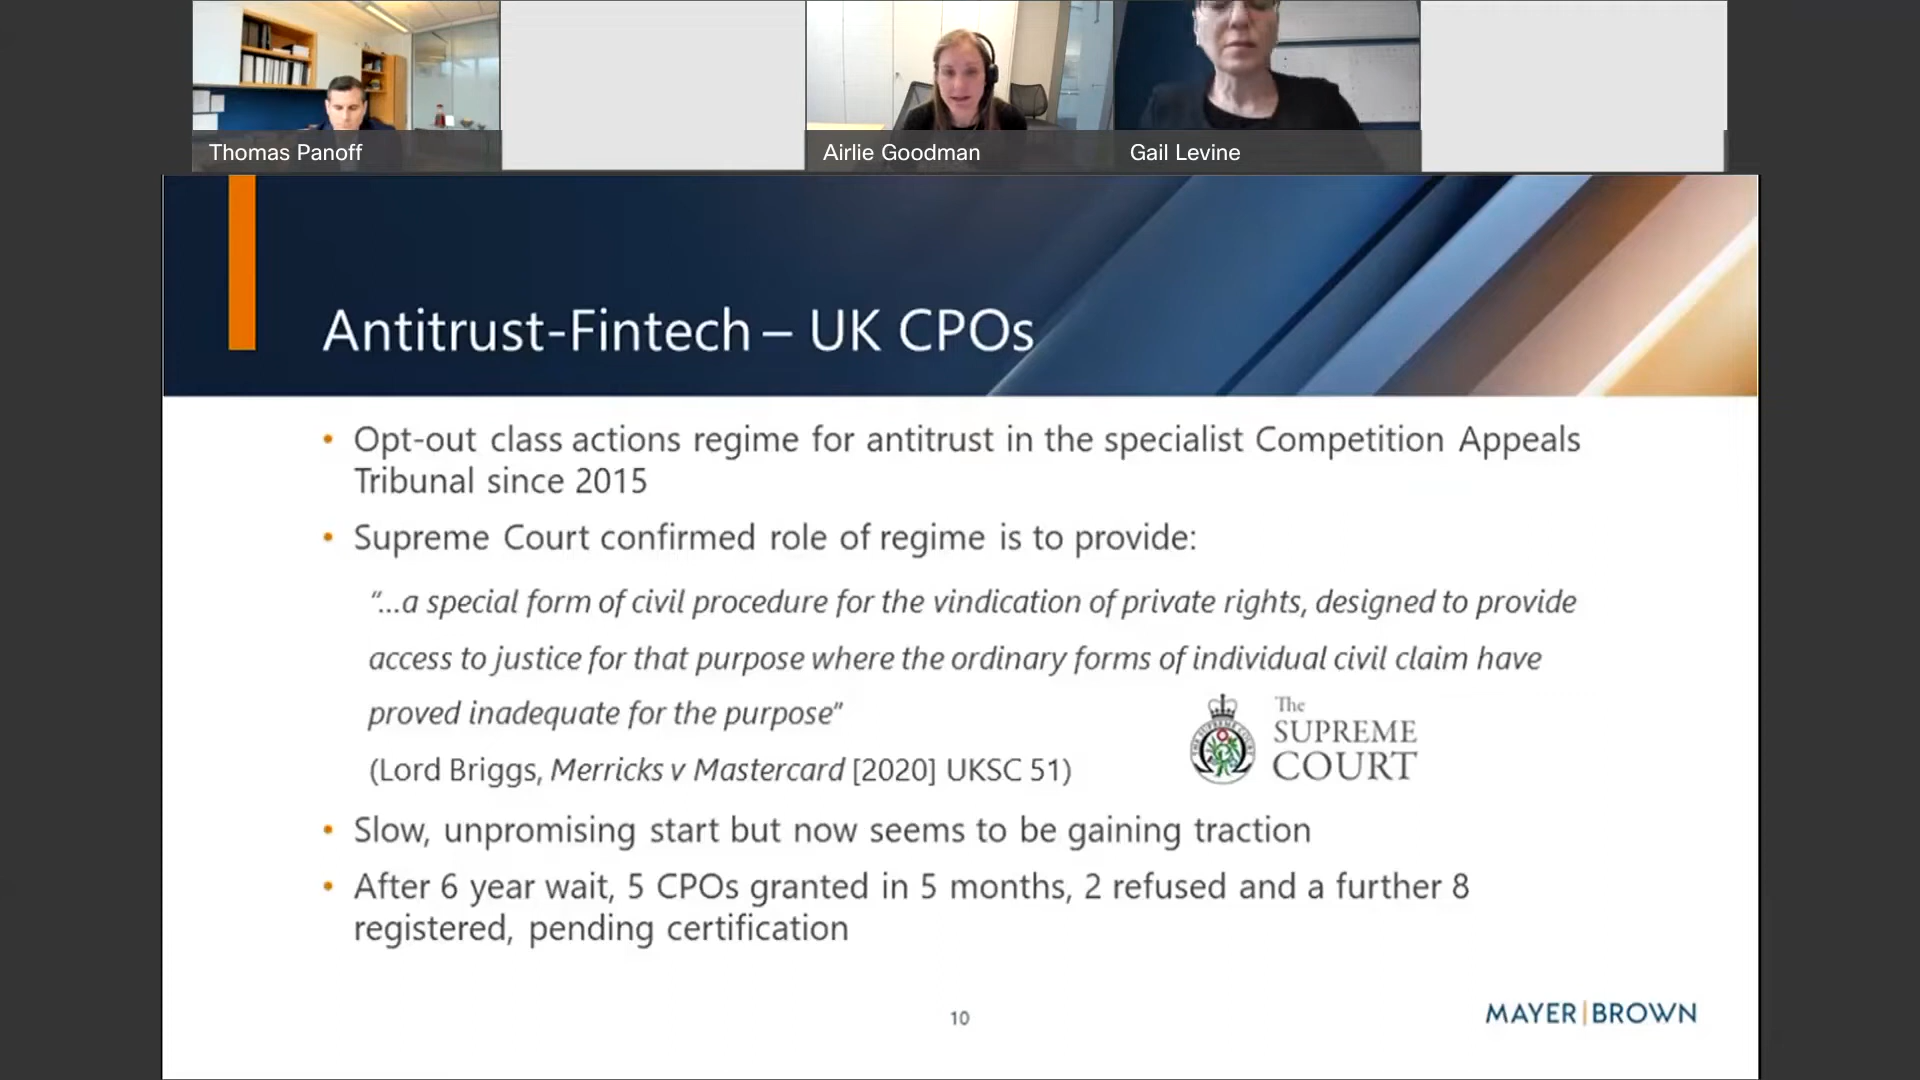 Thomas Panoff
Airlie Goodman
Gail Levine
Antitrust-Fintech – UK CPOs
• Opt-out class actions regime for antitrust in the specialist Competition Appeals
Tribunal since 2015
• Supreme Court confirmed role of regime is to provide:
“...a special form of civil procedure for the vindication of private rights, designed to provide
access to justice for that purpose where the ordinary forms of individual civil claim have
proved inadequate for the purpose”
(Lord Briggs, Merricks v Mastercard [2020] UKSC 51)
The
SUPREME
COURT
• Slow, unpromising start but now seems to be gaining traction
• After 6 year wait, 5 CPOs granted in 5 months, 2 refused and a further 8
registered, pending certification
10
MAYER|BROWN